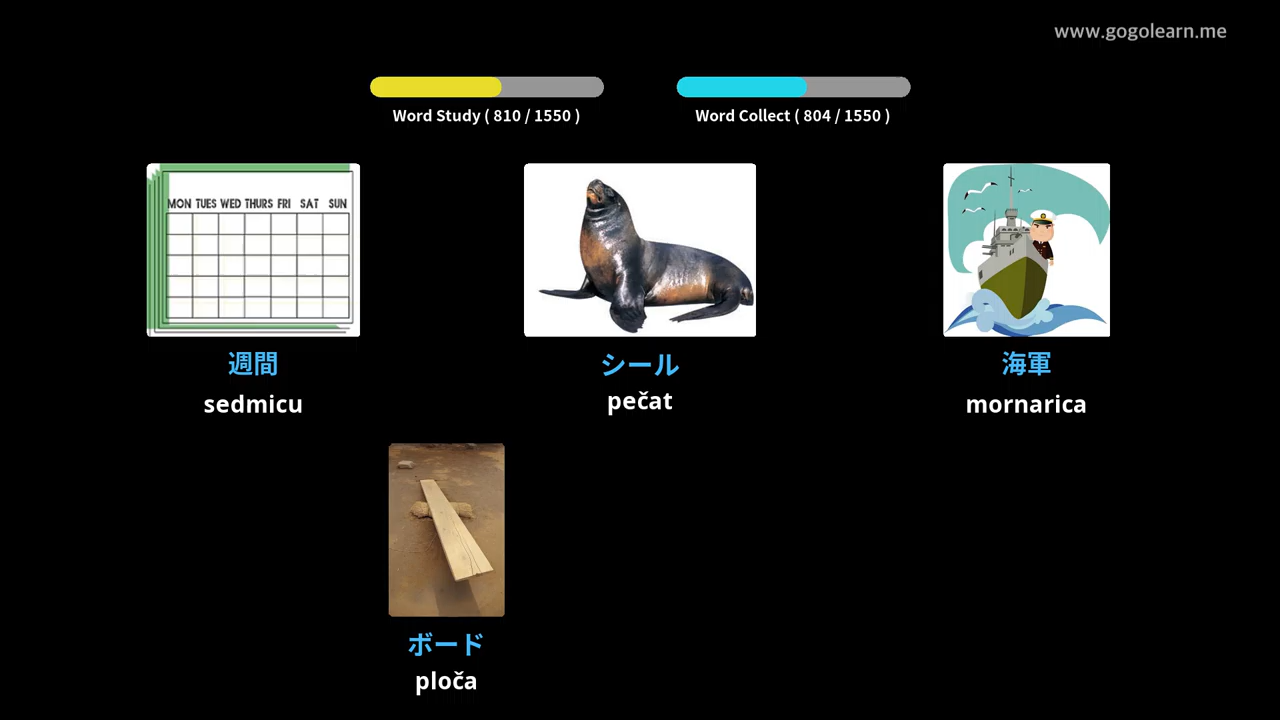 www.gogolearn.me
Word Study ( 810 / 1550 )
Word Collect ( 804 / 1550 )
MON TUES WED THURS FRI SAT SUN
週間
シール
海軍
sedmicu
pečat
mornarica
ボード
ploča